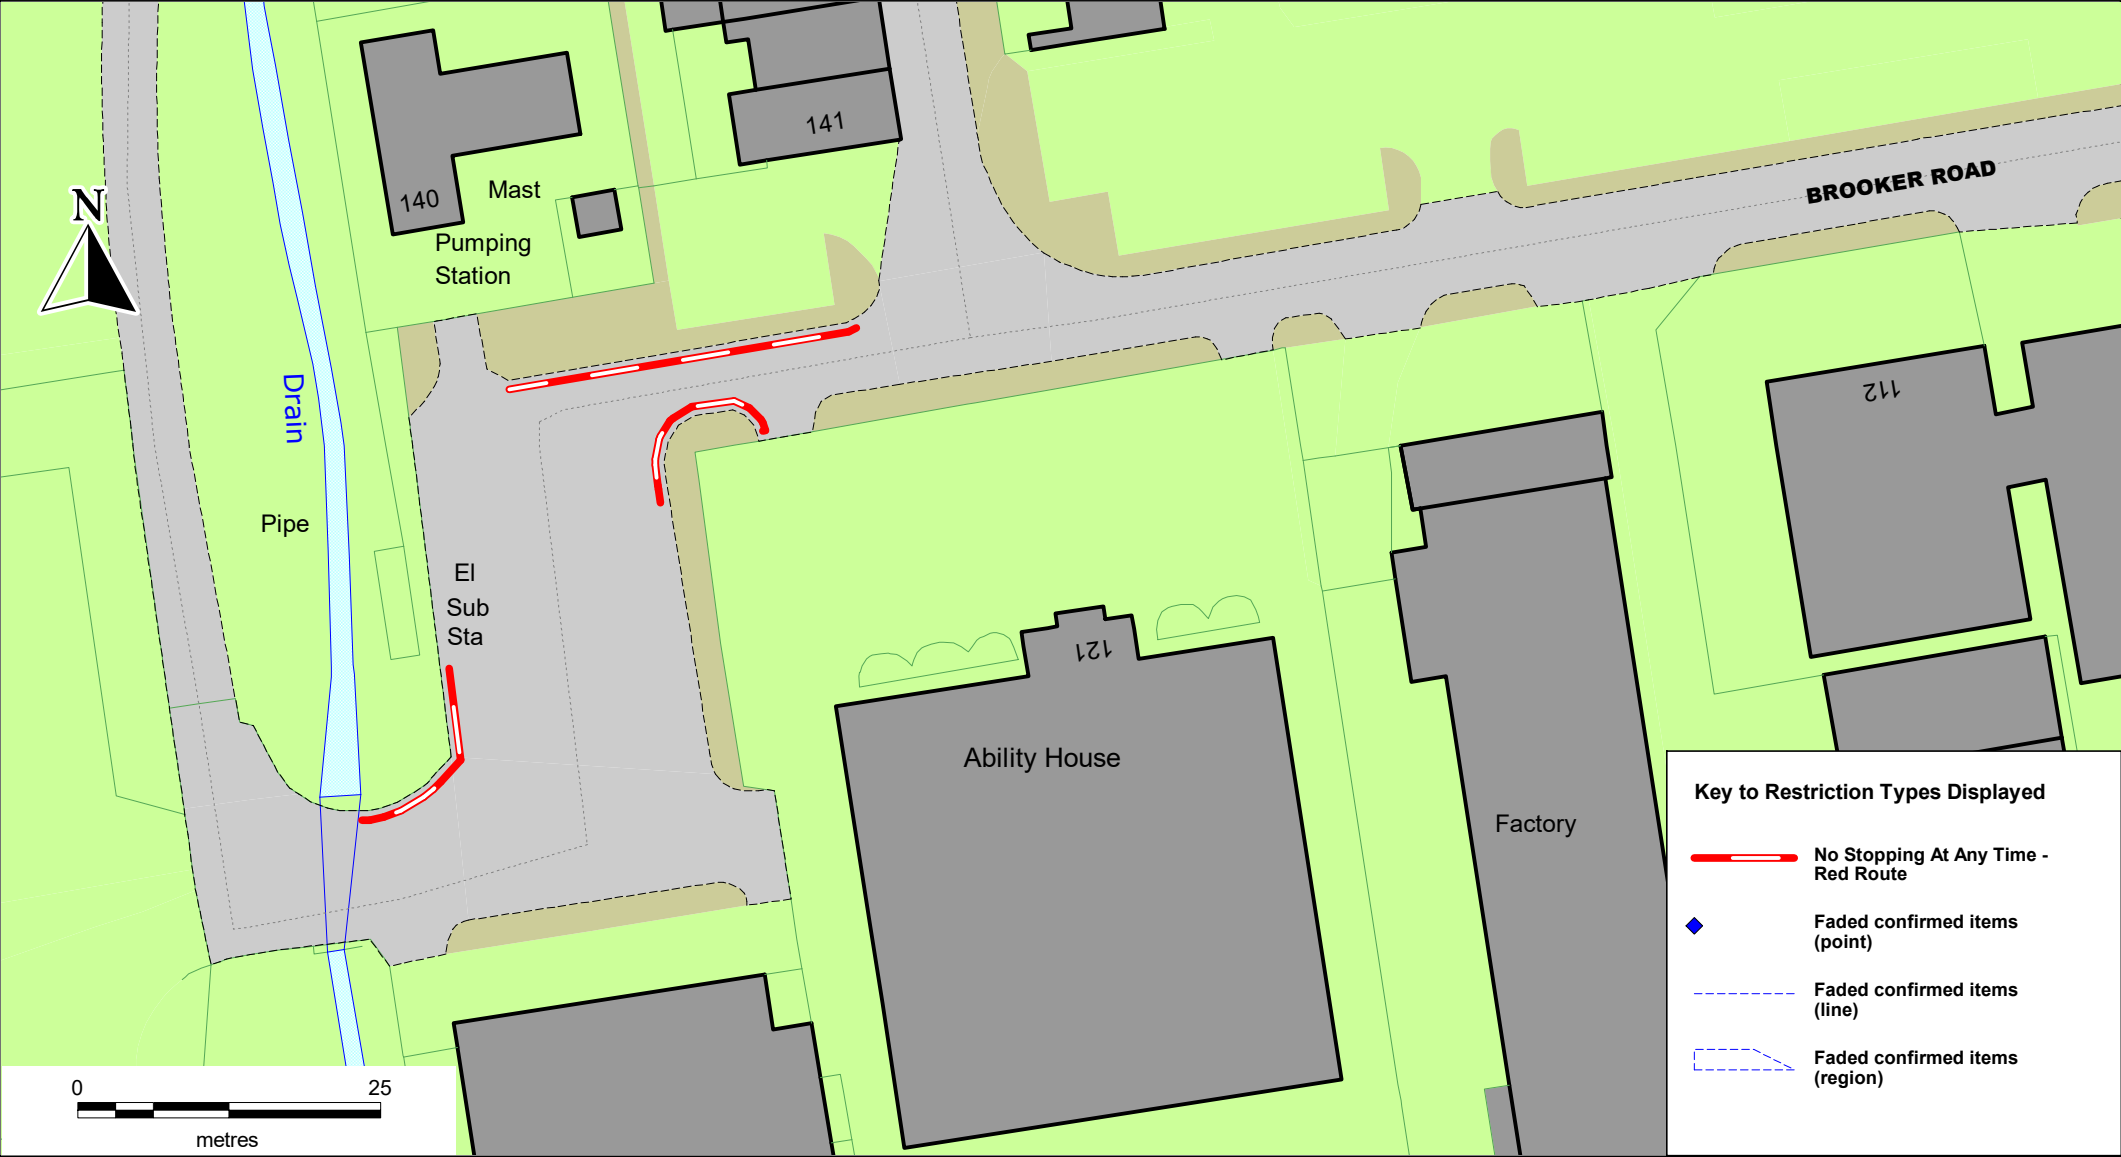 141
BROOKER ROAD
N
140
Mast
Pumping
Station
112
Drain
Pipe
El
Sub
Sta
121
Ability House
Factory
Key to Restriction Types Displayed
No Stopping At Any Time -
Red Route
Faded confirmed items
(point)
Faded confirmed items
(line)
Faded confirmed items
(region)
0 25
metres